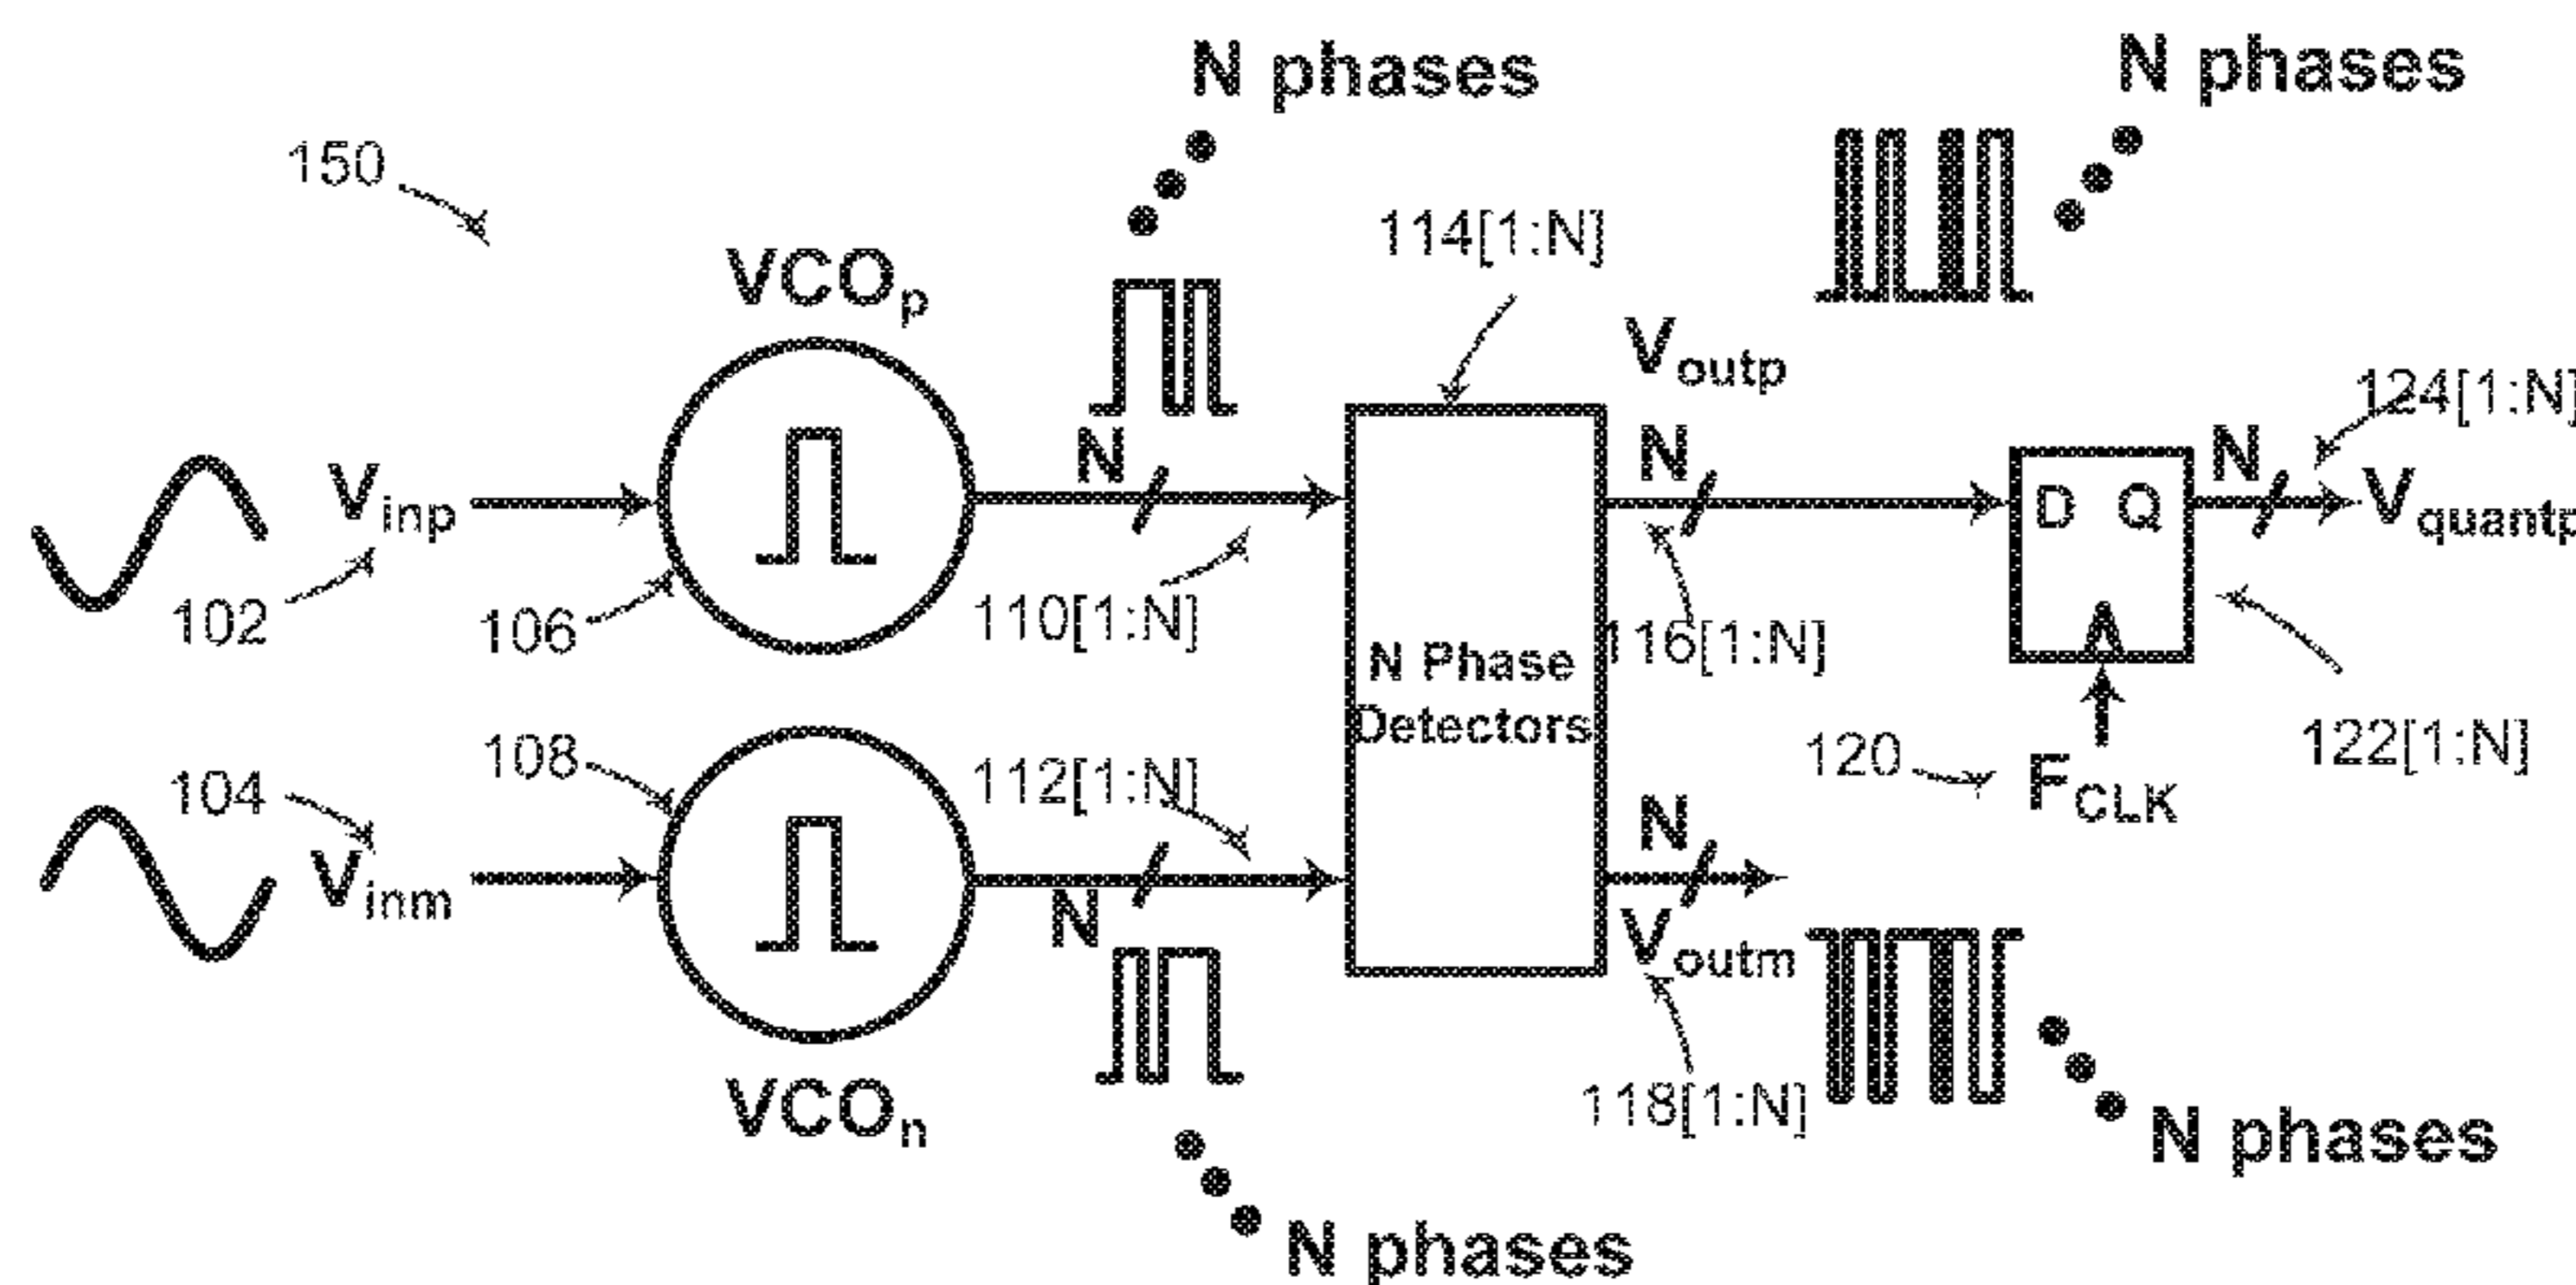 N phases
N phases
150
114[1:N]
VCOp
Voutp
124[1:N]
N
N
N
Vinp
D Q
Vquantp
102
106
110[1:N]
116[1:N]
N Phase
Detectors
108
112[1:N]
120
FCLK
122[1:N]
104
Vinm
N
N
Voutm
VCOn
118[1:N]
N phases
N phases